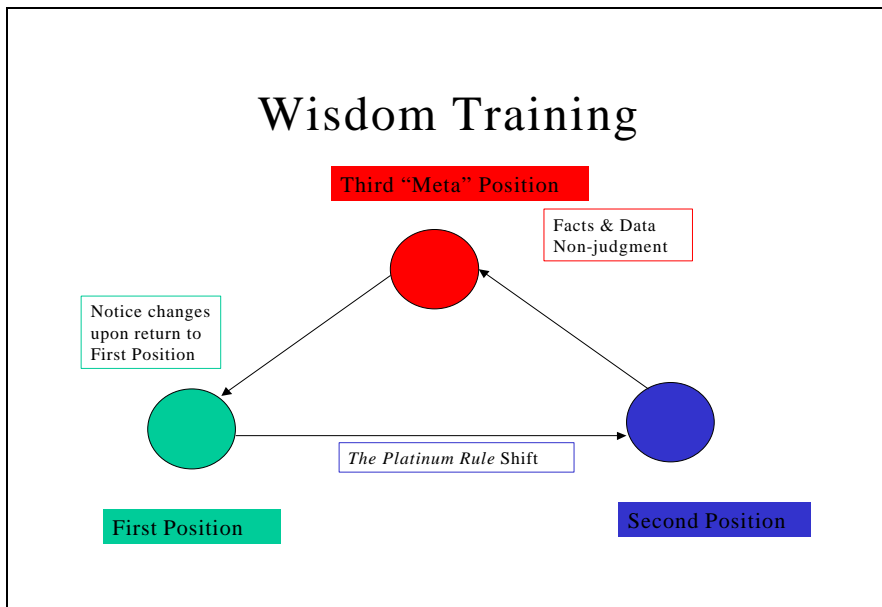 Wisdom Training
Third “Meta” Position
Facts & Data
Non-judgment
Notice changes
upon return to
First Position
The Platinum Rule Shift
First Position
Second Position